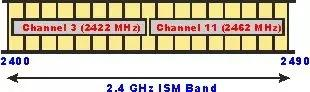 Channel 3 (2422 MHz) Channel 11 (2462 MHz)
2400 2490
2.4 GHz ISM Band